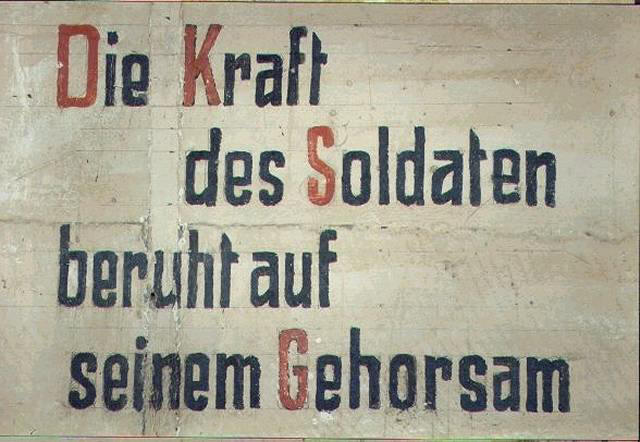 Die Kraft
des Soldaten
beruht auf
seinem Gehorsam